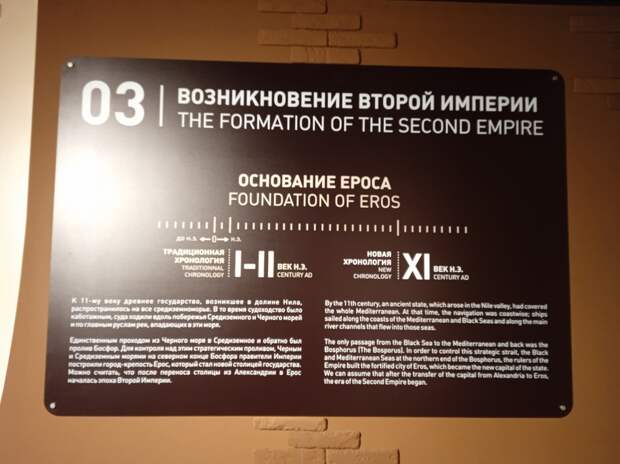 03
ВОЗНИКНОВЕНИЕ ВТОРОЙ ИМПЕРИИ
THE FORMATION OF THE SECOND EMPIRE
ОСНОВАНИЕ ЕРОСА
FOUNDATION OF EROS
ДО Н.Э. 0 Н.Э.
ТРАДИЦИОННАЯ
ХРОНОЛОГИЯ
TRADITIONNAL
CHRONOLOGY
I-II
ВЕК Н.Э.
CENTURY AD
НОВАЯ
ХРОНОЛОГИЯ
NEW
CHRONOLOGY
XI
ВЕК Н.Э.
CENTURY AD
К 11-му веку древнее государство, возникшее в долине Нила,
распространилось на все средиземноморье. В то время судоходство было
каботажным, суда ходили вдоль побережья Средиземного и Черного морей
и по главным руслам рек, впадающих в эти моря.
Единственным проходом из Черного моря в Средиземное и обратно был
пролив Босфор. Для контроля над этим стратегическим проливом, Черным
и Средиземным морями на северном конце Босфора правители Империи
построили город-крепость Ерос, который стал новой столицей государства.
Можно считать, что после переноса столицы из Александрии в Ерос
началась эпоха Второй Империи.
By the 11th century, an ancient state, which arose in the Nile valley, had covered
the whole Mediterranean. At that time, the navigation was coastwise; ships
sailed along the coasts of the Mediterranean and Black Seas and along the main
river channels that flew into those seas.
The only passage from the Black Sea to the Mediterranean and back was the
Bosphorus (The Bosporus). In order to control this strategic strait, the Black
and Mediterranean Seas at the northern end of the Bosphorus, the rulers of the
Empire built the fortified city of Eros, which became the new capital of the state.
We can assume that after the transfer of the capital from Alexandria to Eros,
the era of the Second Empire began.